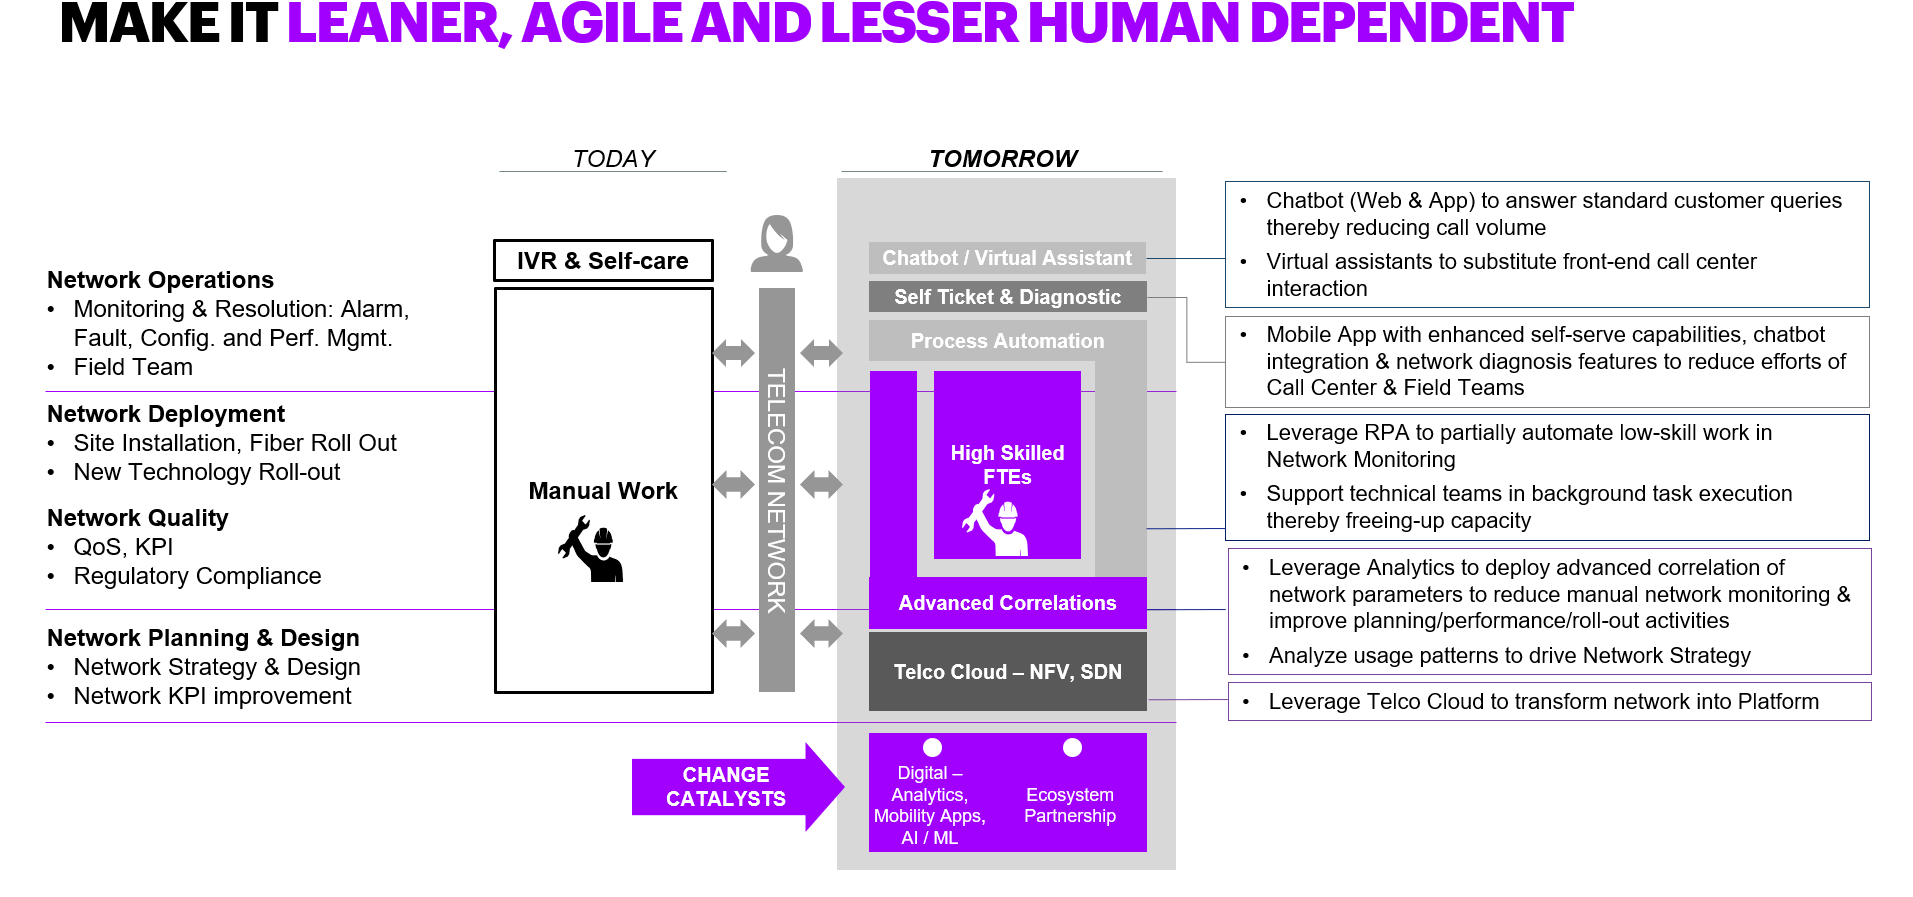 MAKE IT LEANER, AGILE AND LESSER HUMAN DEPENDENT
TODAY
TOMORROW
Network Operations
• Monitoring & Resolution: Alarm,
Fault, Config. and Perf. Mgmt.
• Field Team
Network Deployment
• Site Installation, Fiber Roll Out
• New Technology Roll-out
Network Quality
• QoS, KPI
• Regulatory Compliance
Network Planning & Design
• Network Strategy & Design
• Network KPI improvement
IVR & Self-care
Manual Work
TELECOM NETWORK
Chatbot / Virtual Assistant
Self Ticket & Diagnostic
Process Automation
High Skilled
FTEs
Advanced Correlations
Telco Cloud – NFV, SDN
• Chatbot (Web & App) to answer standard customer queries
thereby reducing call volume
• Virtual assistants to substitute front-end call center
interaction
• Mobile App with enhanced self-serve capabilities, chatbot
integration & network diagnosis features to reduce efforts of
Call Center & Field Teams
• Leverage RPA to partially automate low-skill work in
Network Monitoring
• Support technical teams in background task execution
thereby freeing-up capacity
• Leverage Analytics to deploy advanced correlation of
network parameters to reduce manual network monitoring &
improve planning/performance/roll-out activities
• Analyze usage patterns to drive Network Strategy
• Leverage Telco Cloud to transform network into Platform
CHANGE
CATALYSTS
Digital –
Analytics,
Mobility Apps,
AI / ML
Ecosystem
Partnership